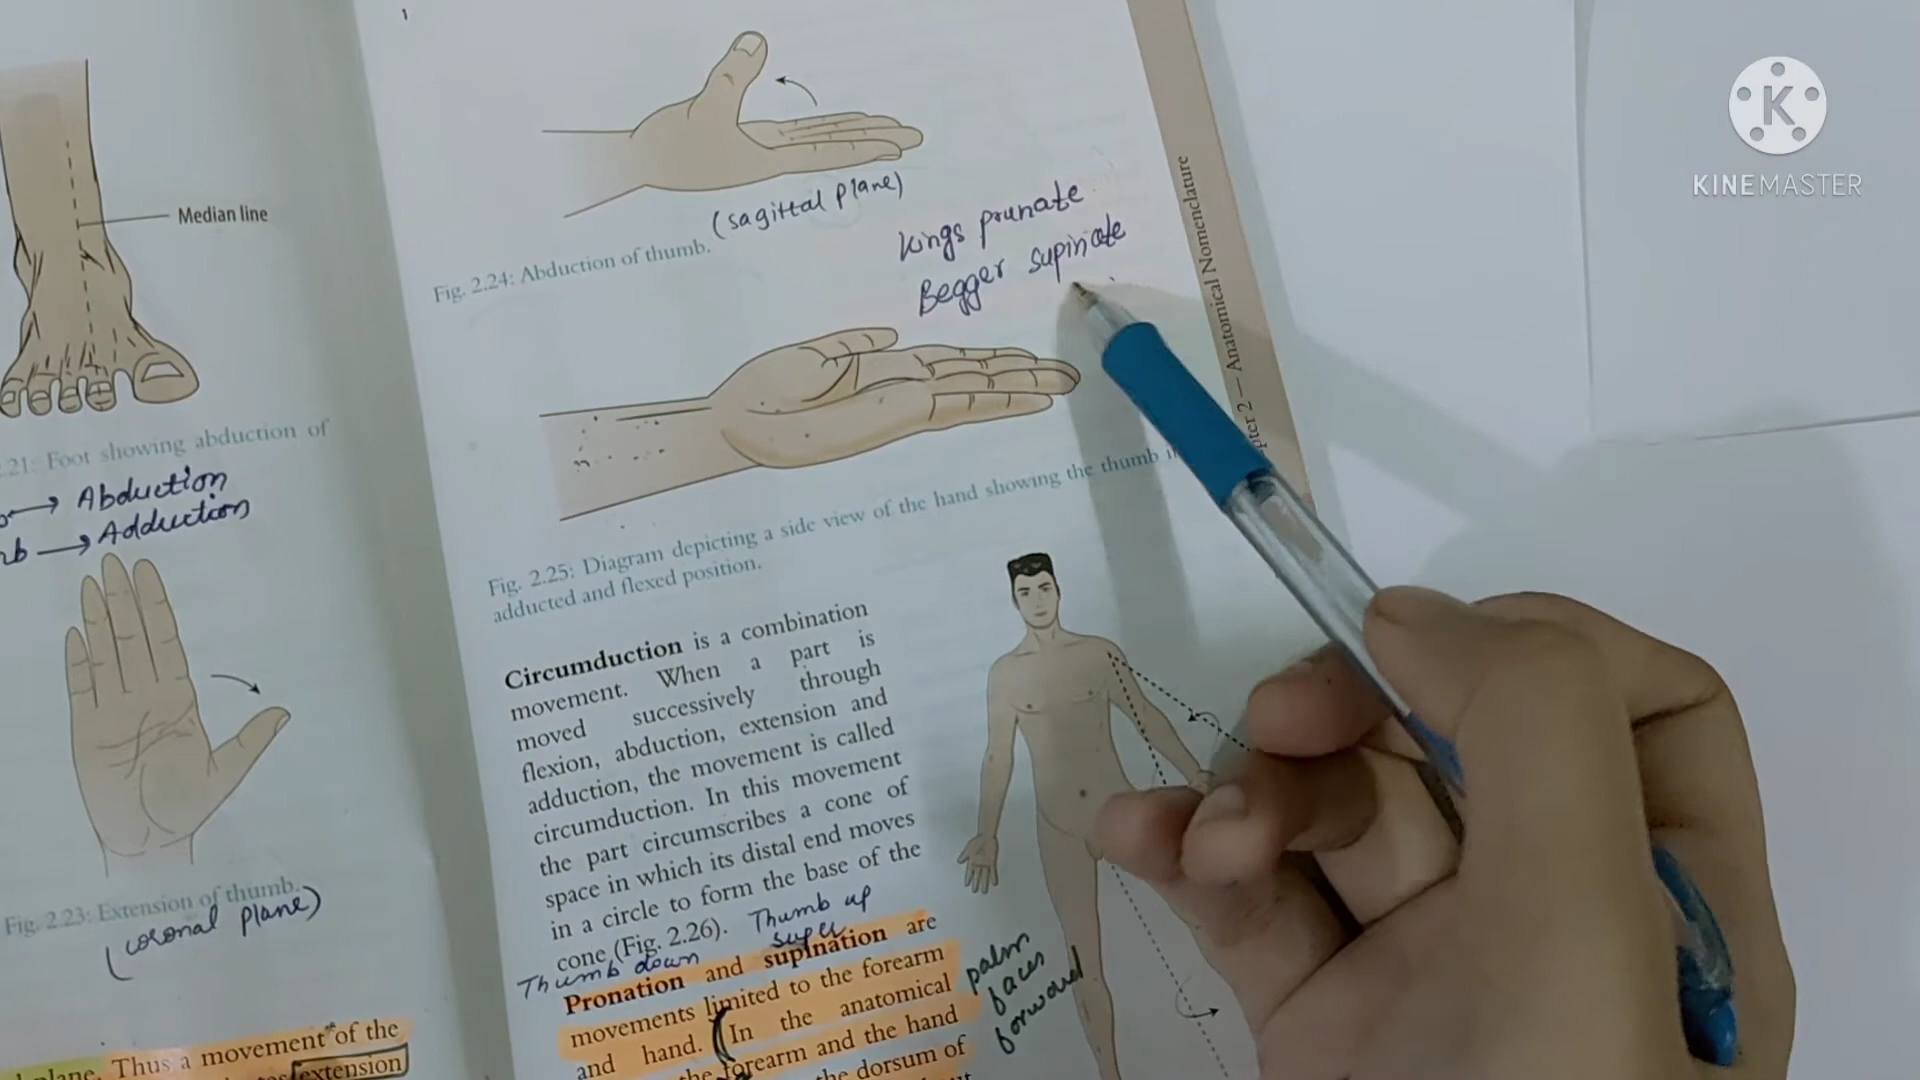 1
Median line
.21: Foot showing abduction of
→ Abduction
→ Adduction
Fig. 2.23: Extension of thumb.
(coronal plane)
plane. Thus a movement of the
extension
(sagittal plane)
Fig. 2.24: Abduction of thumb.
Kings prunate
Begger supinate
Fig. 2.25: Diagram depicting a side view of the hand showing the thumb i
adducted and flexed position.
Circumduction is a combination
movement. When a part is
moved successively through
flexion, abduction, extension and
adduction, the movement is called
circumduction. In this movement
the part circumscribes a cone of
space in which its distal end moves
in a circle to form the base of the
cone (Fig. 2.26). Thumb up
super
Thumb down
Pronation and supination are
movements limited to the forearm
and hand. (In the anatomical
the forearm and the hand
the dorsum of
palm
faces
forward
pter 2 — Anatomical Nomenclature
K
KINEMASTER